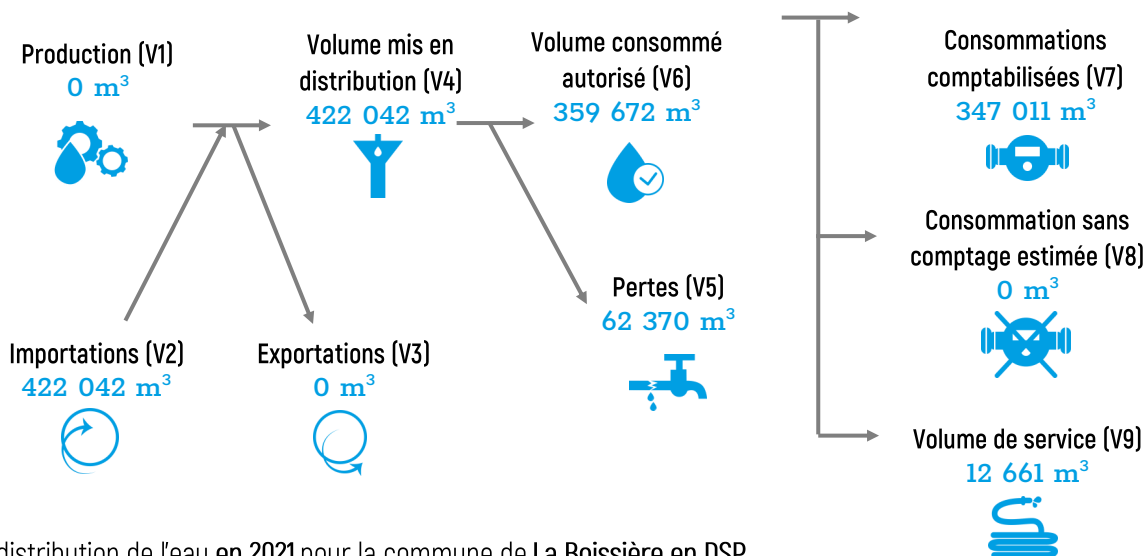 Production (V1)
0 m³
Volume mis en
distribution (V4)
422 042 m³
Volume consommé
autorisé (V6)
359 672 m³
Consommations
comptabilisées (V7)
347 011 m³
Consommation sans
comptage estimée (V8)
0 m³
Pertes (V5)
62 370 m³
Importations (V2)
422 042 m³
Exportations (V3)
0 m³
Volume de service (V9)
12 661 m³
distribution de l'eau en 2021 pour la commune de La Boissière en DSP